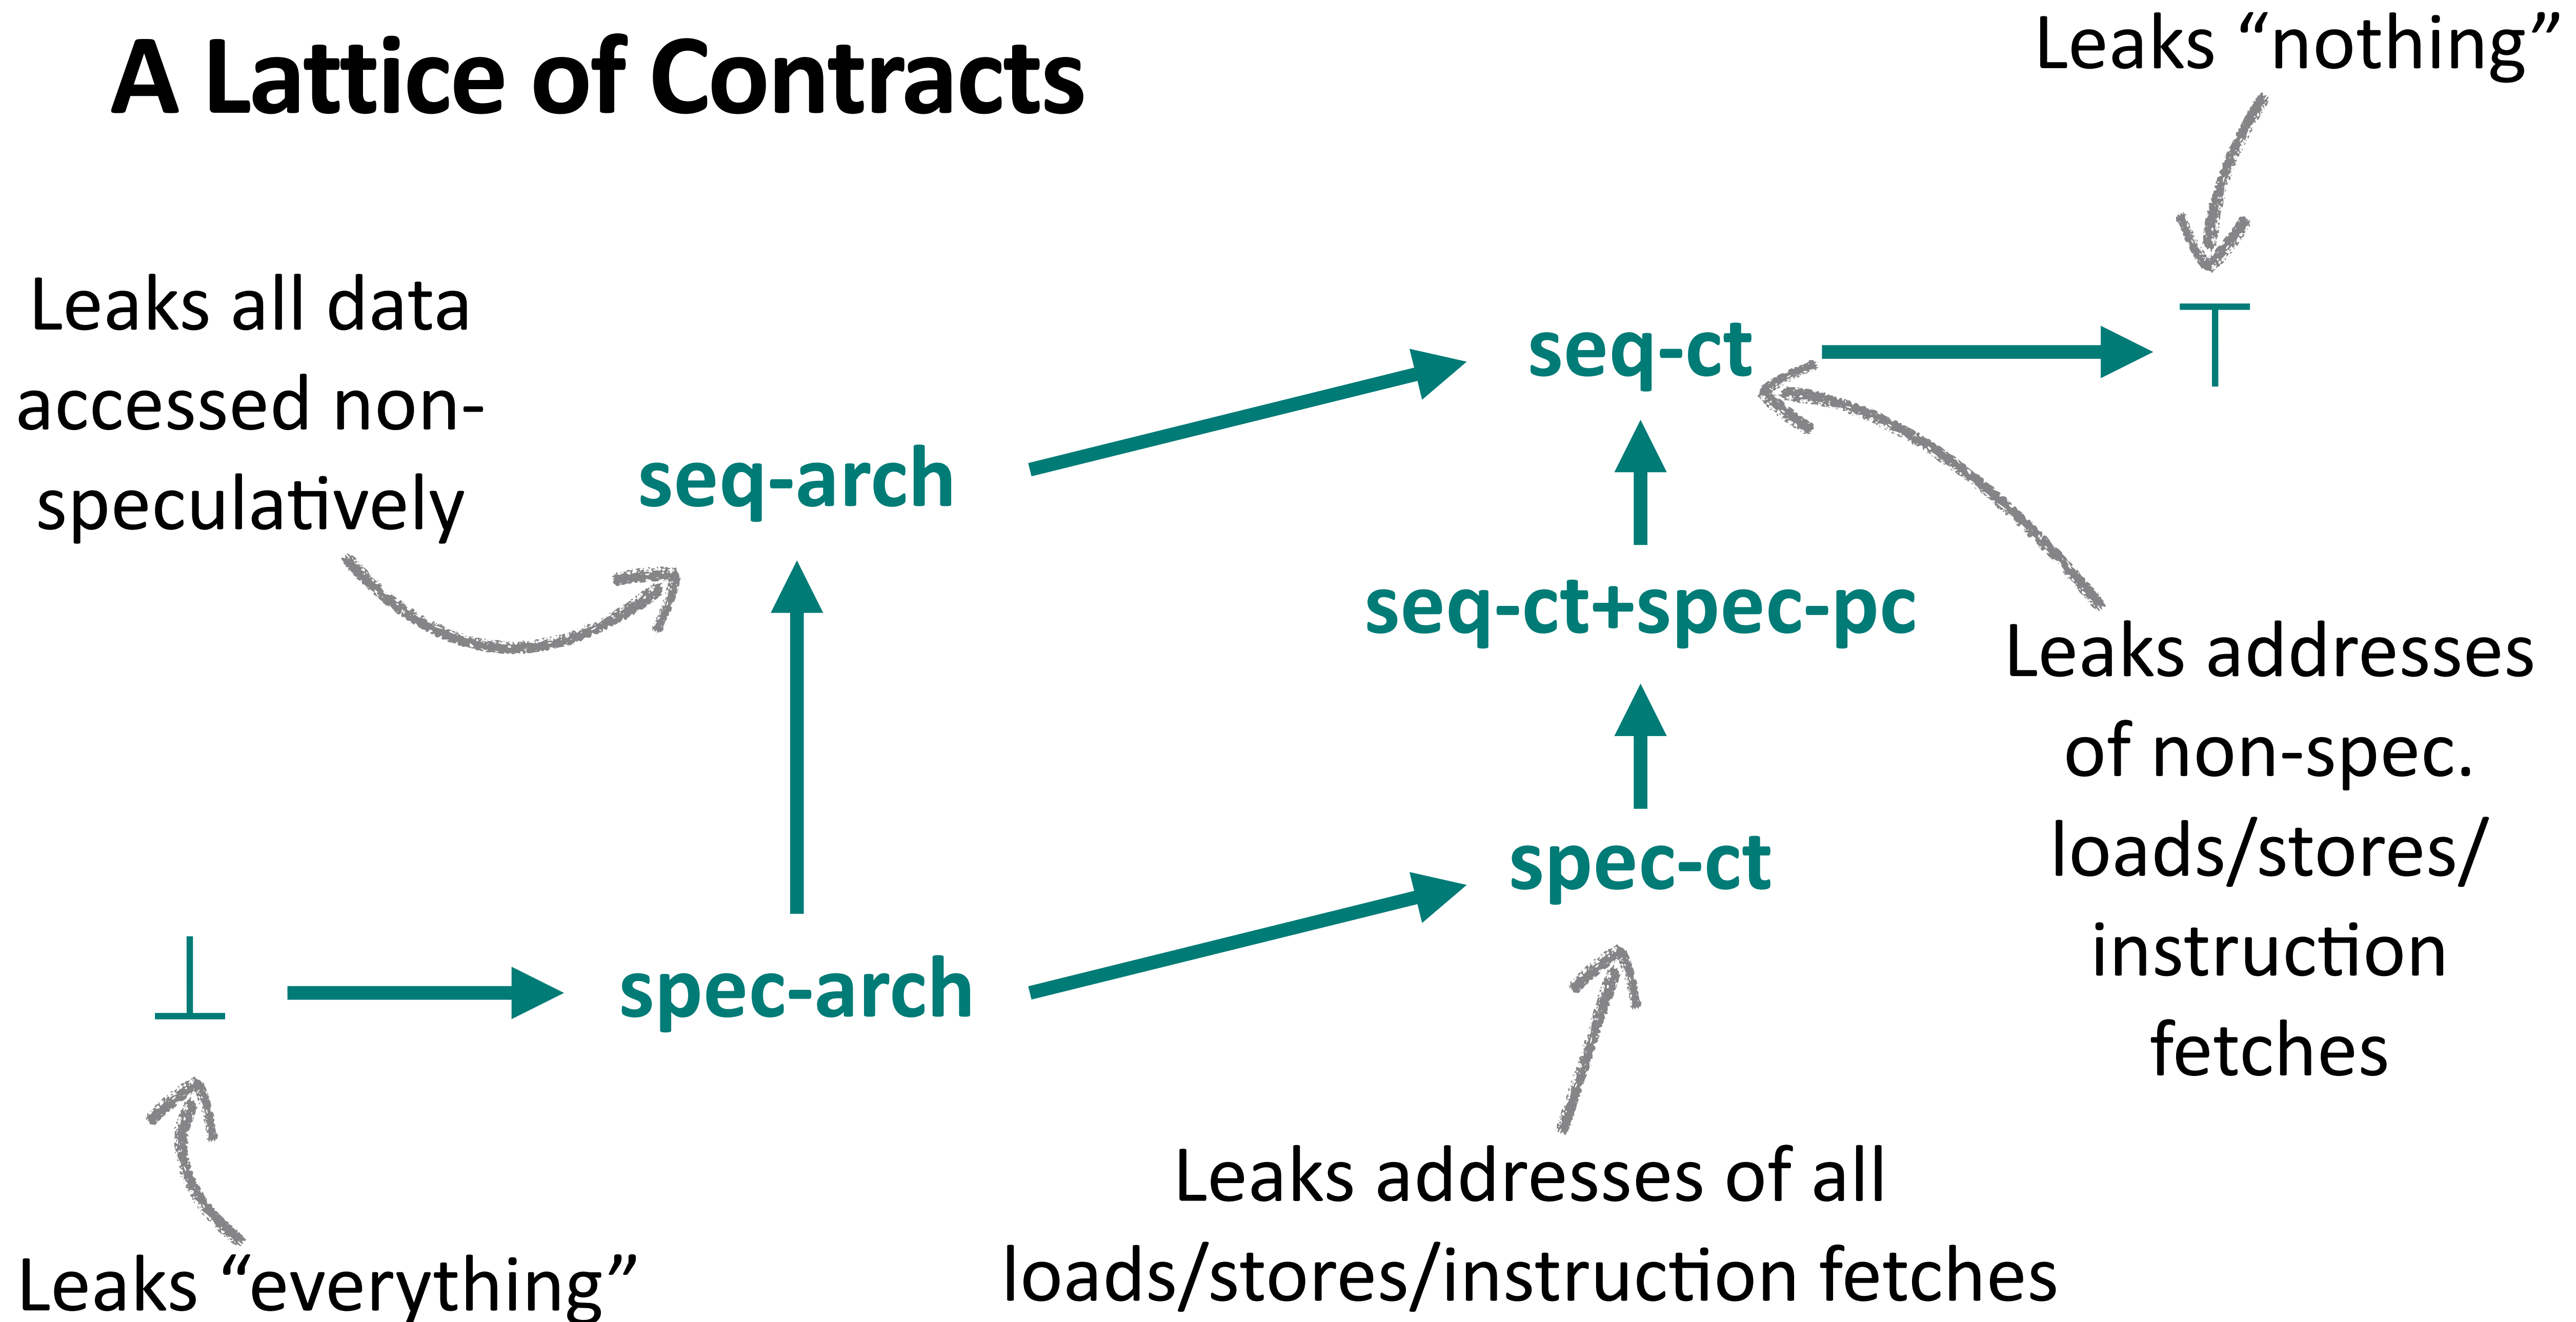 A Lattice of Contracts
Leaks “nothing”
Leaks all data
accessed non-
speculatively
seq-ct
⊤
seq-arch
seq-ct+spec-pc
Leaks addresses
of non-spec.
loads/stores/
instruction
fetches
spec-ct
⊥
spec-arch
Leaks addresses of all
loads/stores/instruction fetches
Leaks “everything”